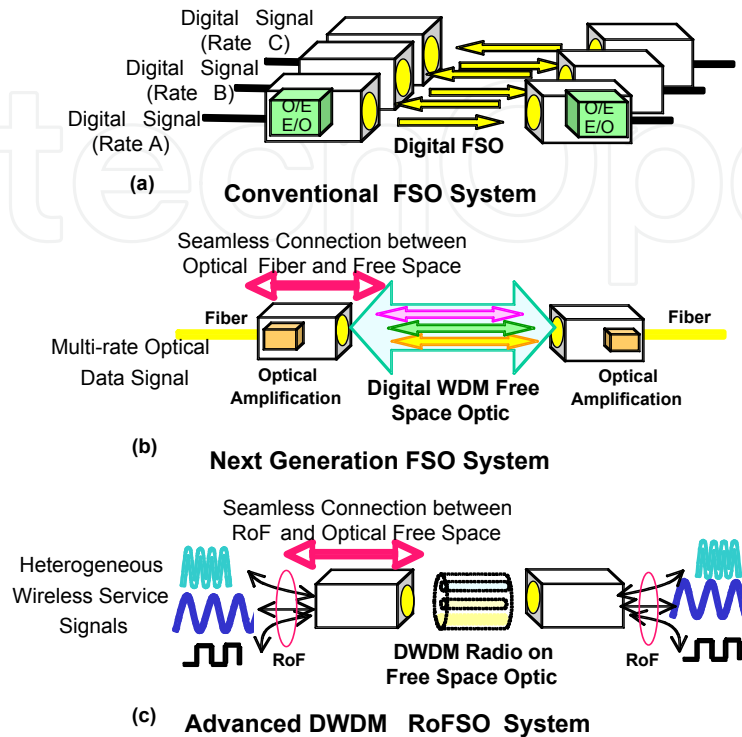 Digital Signal
(Rate C)
Digital Signal
(Rate B)
Digital Signal
(Rate A)
O/E
E/O
O/E
E/O
Digital FSO
(a)
Conventional FSO System
Seamless Connection between
Optical Fiber and Free Space
Fiber
Fiber
Multi-rate Optical
Data Signal
Optical
Amplification
Digital WDM Free
Space Optic
Optical
Amplification
(b)
Next Generation FSO System
Seamless Connection between
RoF and Optical Free Space
Heterogeneous
Wireless Service
Signals
RoF
DWDM Radio on
Free Space Optic
RoF
(c)
Advanced DWDM RoFSO System